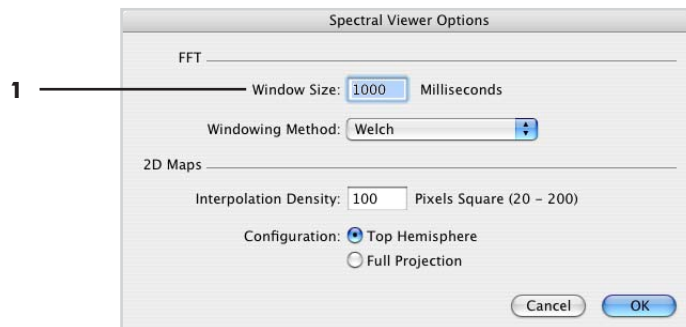 Spectral Viewer Options
FFT
1
Window Size: 1000 Milliseconds
Windowing Method: Welch
2D Maps
Interpolation Density: 100 Pixels Square (20 – 200)
Configuration: Top Hemisphere
Full Projection
Cancel OK